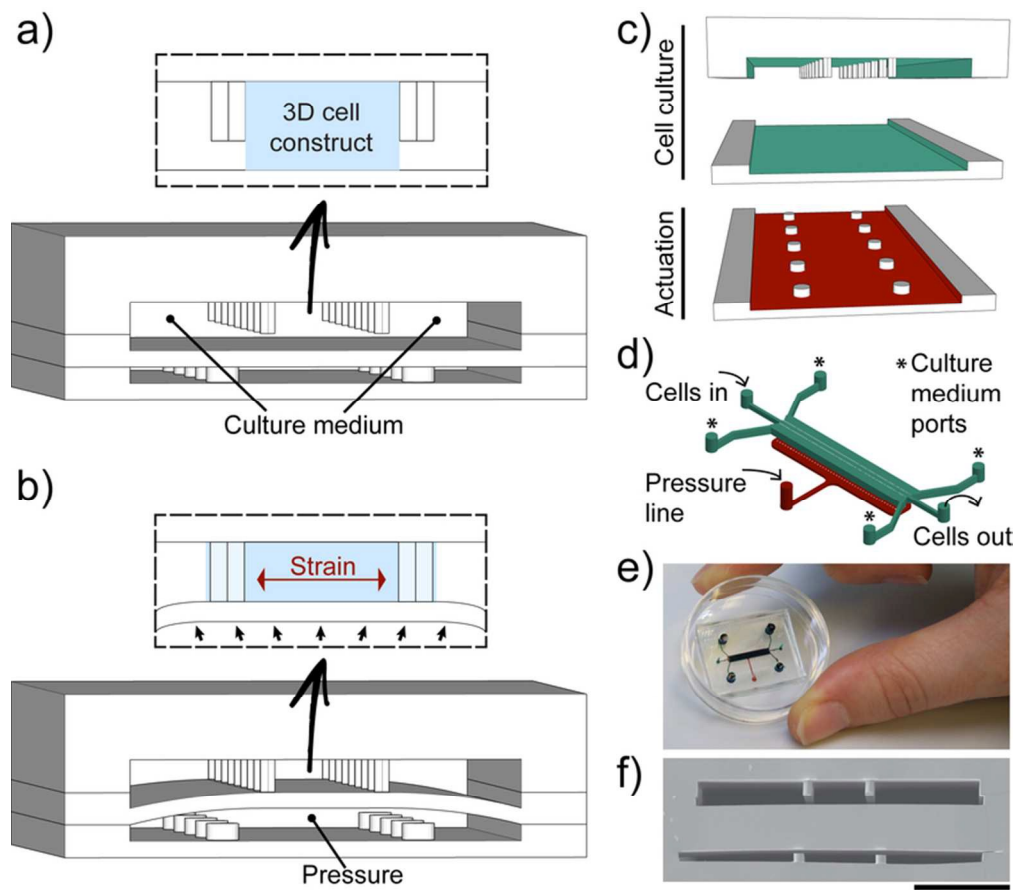 a)
3D cell
construct
Culture medium
b)
Strain
Pressure
c)
Cell culture
Actuation
d)
Cells in
*
*
* Culture
medium
ports
*
Pressure
line
*
Cells out
e)
f)